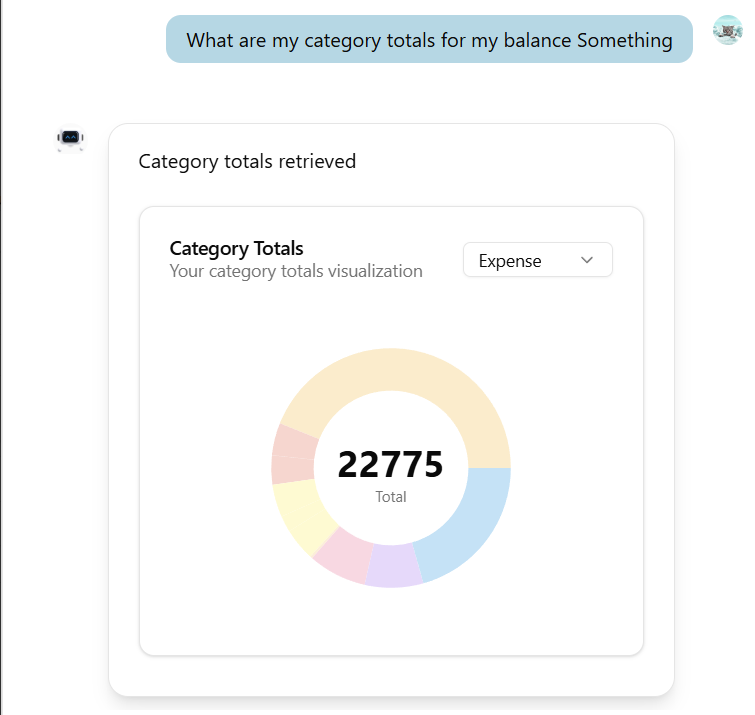 What are my category totals for my balance Something
Category totals retrieved
Category Totals
Your category totals visualization
Expense
22775
Total